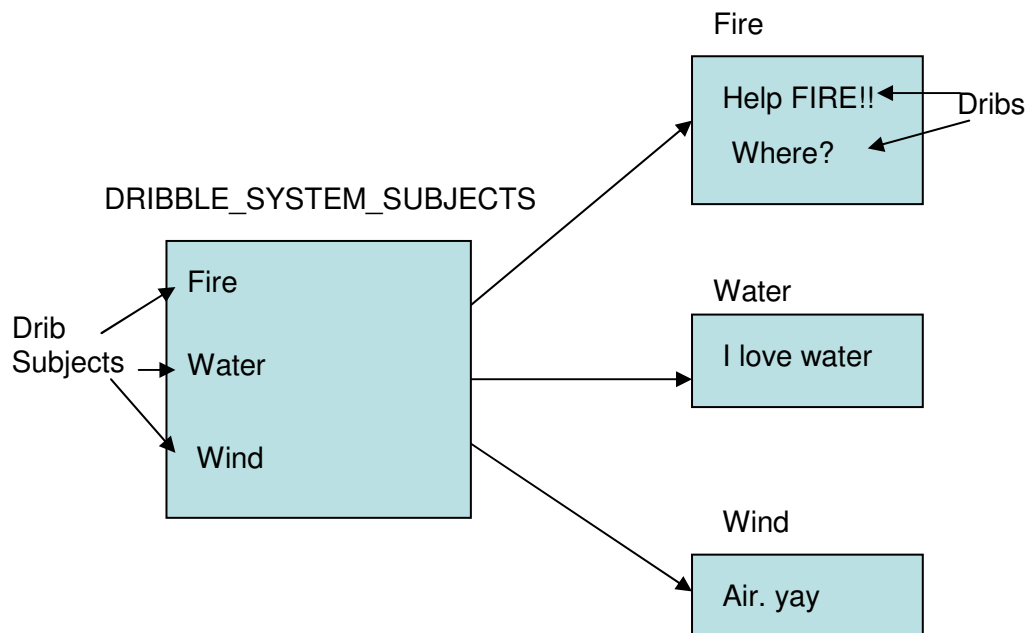 Fire
Help FIRE!!
Dribs
Where?
DRIBBLE_SYSTEM_SUBJECTS
Fire
Drib
Subjects
Water
Wind
Water
I love water
Wind
Air. yay